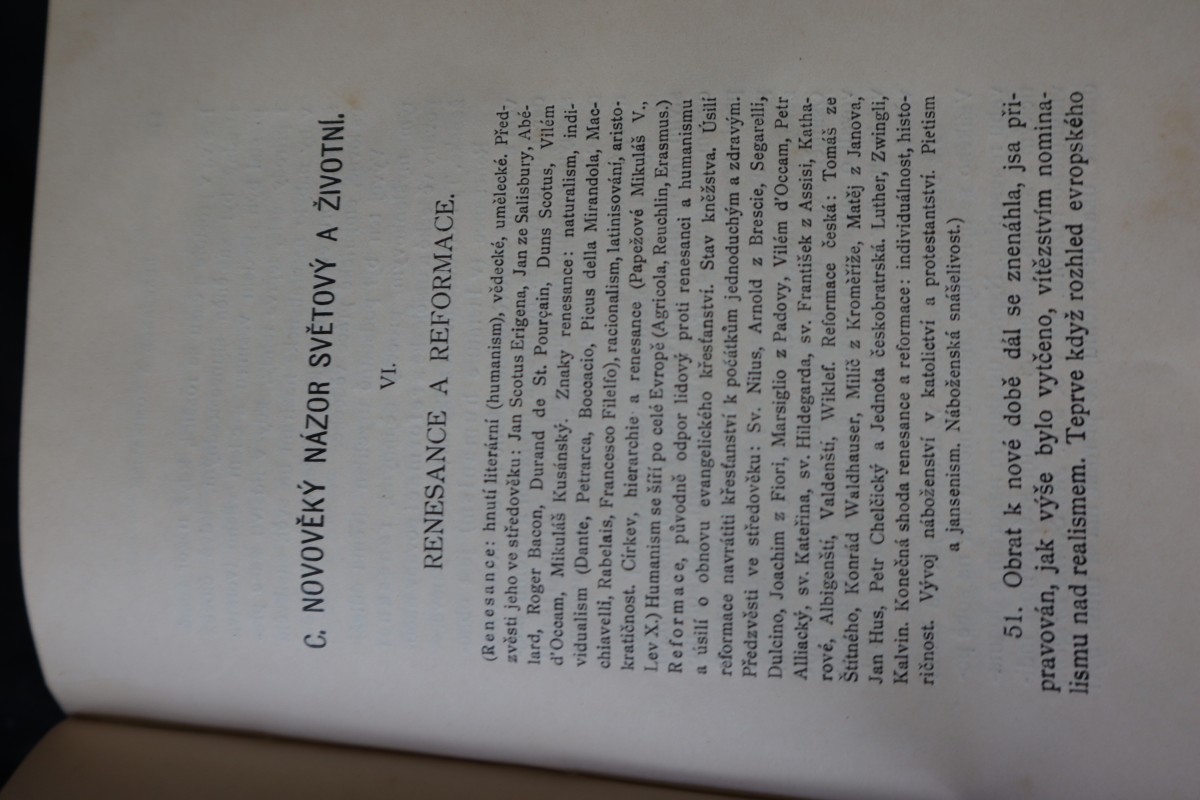 C. NOVOVĚKÝ NÁZOR SVĚTOVÝ A ŽIVOTNÍ.
VI.
RENESANCE A REFORMACE.
(Renesance: hnutí literární (humanism), vědecké, umělecké. Před-
zvěsti jeho ve středověku: Jan Scotus Erigena, Jan ze Salisbury, Abé-
lard, Roger Bacon, Durand de St. Pourçain, Duns Scotus, Vilém
d'Occam, Mikuláš Kusánský. Znaky renesance: naturalism, indi-
vidualism (Dante, Petrarca, Boccacio, Picus della Mirandola, Mac-
chiavelli, Rabelais, Francesco Filelfo), racionalism, latinisování, aristo-
kratičnost. Církev, hierarchie a renesance (Papežové Mikuláš V.,
Lev X.) Humanism se šíří po celé Evropě (Agricola, Reuchlin, Erasmus.)
Reformace, původně odpor lidový proti renesanci a humanismu
a úsilí o obnovu evangelického křesťanství. Stav kněžstva. Úsilí
reformace navrátiti křesťanství k počátkům jednoduchým a zdravým.
Předzvěsti ve středověku: Sv. Nilus, Arnold z Brescie, Segarelli,
Dulcino, Joachim z Fiori, Marsiglio z Padovy, Vilém d'Occam, Petr
Alliacký, sv. Kateřina, sv. Hildegarda, sv. František z Assisi, Katha-
rové, Albigenšti, Valdenšti, Wiklef. Reformace česká: Tomáš ze
Štítného, Konrád Waldhauser, Milíč z Kroměříže, Matěj z Janova,
Jan Hus, Petr Chelčický a Jednota českobratrská. Luther, Zwingli,
Kalvin. Konečná shoda renesance a reformace: individuálnost, histo-
ričnost. Vývoj náboženství v katolictví a protestantství. Pietism
a jansenism. Náboženská snášelivost.)
51. Obrat k nové době dál se znenáhla, jsa při-
pravován, jak výše bylo vytčeno, vítězstvím nomina-
lismu nad realismem. Teprve když rozhled evropského